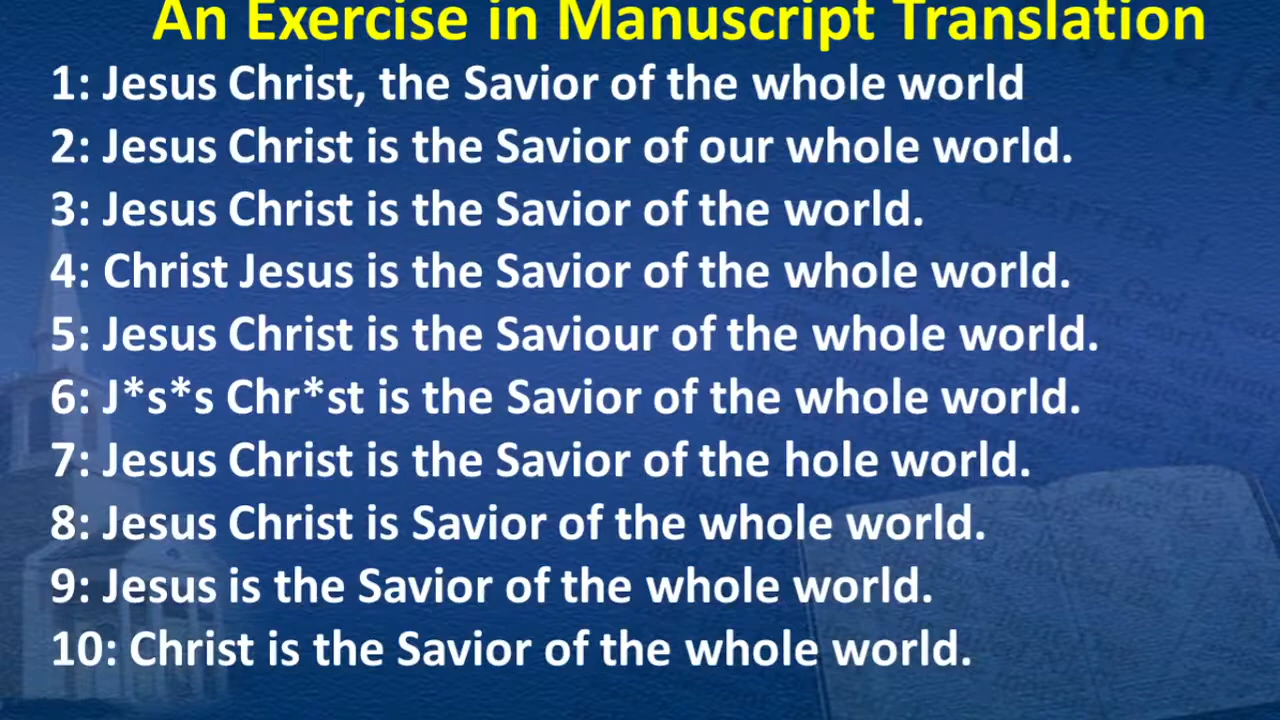 An Exercise in Manuscript Translation
1: Jesus Christ, the Savior of the whole world
2: Jesus Christ is the Savior of our whole world.
3: Jesus Christ is the Savior of the world.
4: Christ Jesus is the Savior of the whole world.
5: Jesus Christ is the Saviour of the whole world.
6: J*s*s Chr*st is the Savior of the whole world.
7: Jesus Christ is the Savior of the hole world.
8: Jesus Christ is Savior of the whole world.
9: Jesus is the Savior of the whole world.
10: Christ is the Savior of the whole world.
CHAPTER 1